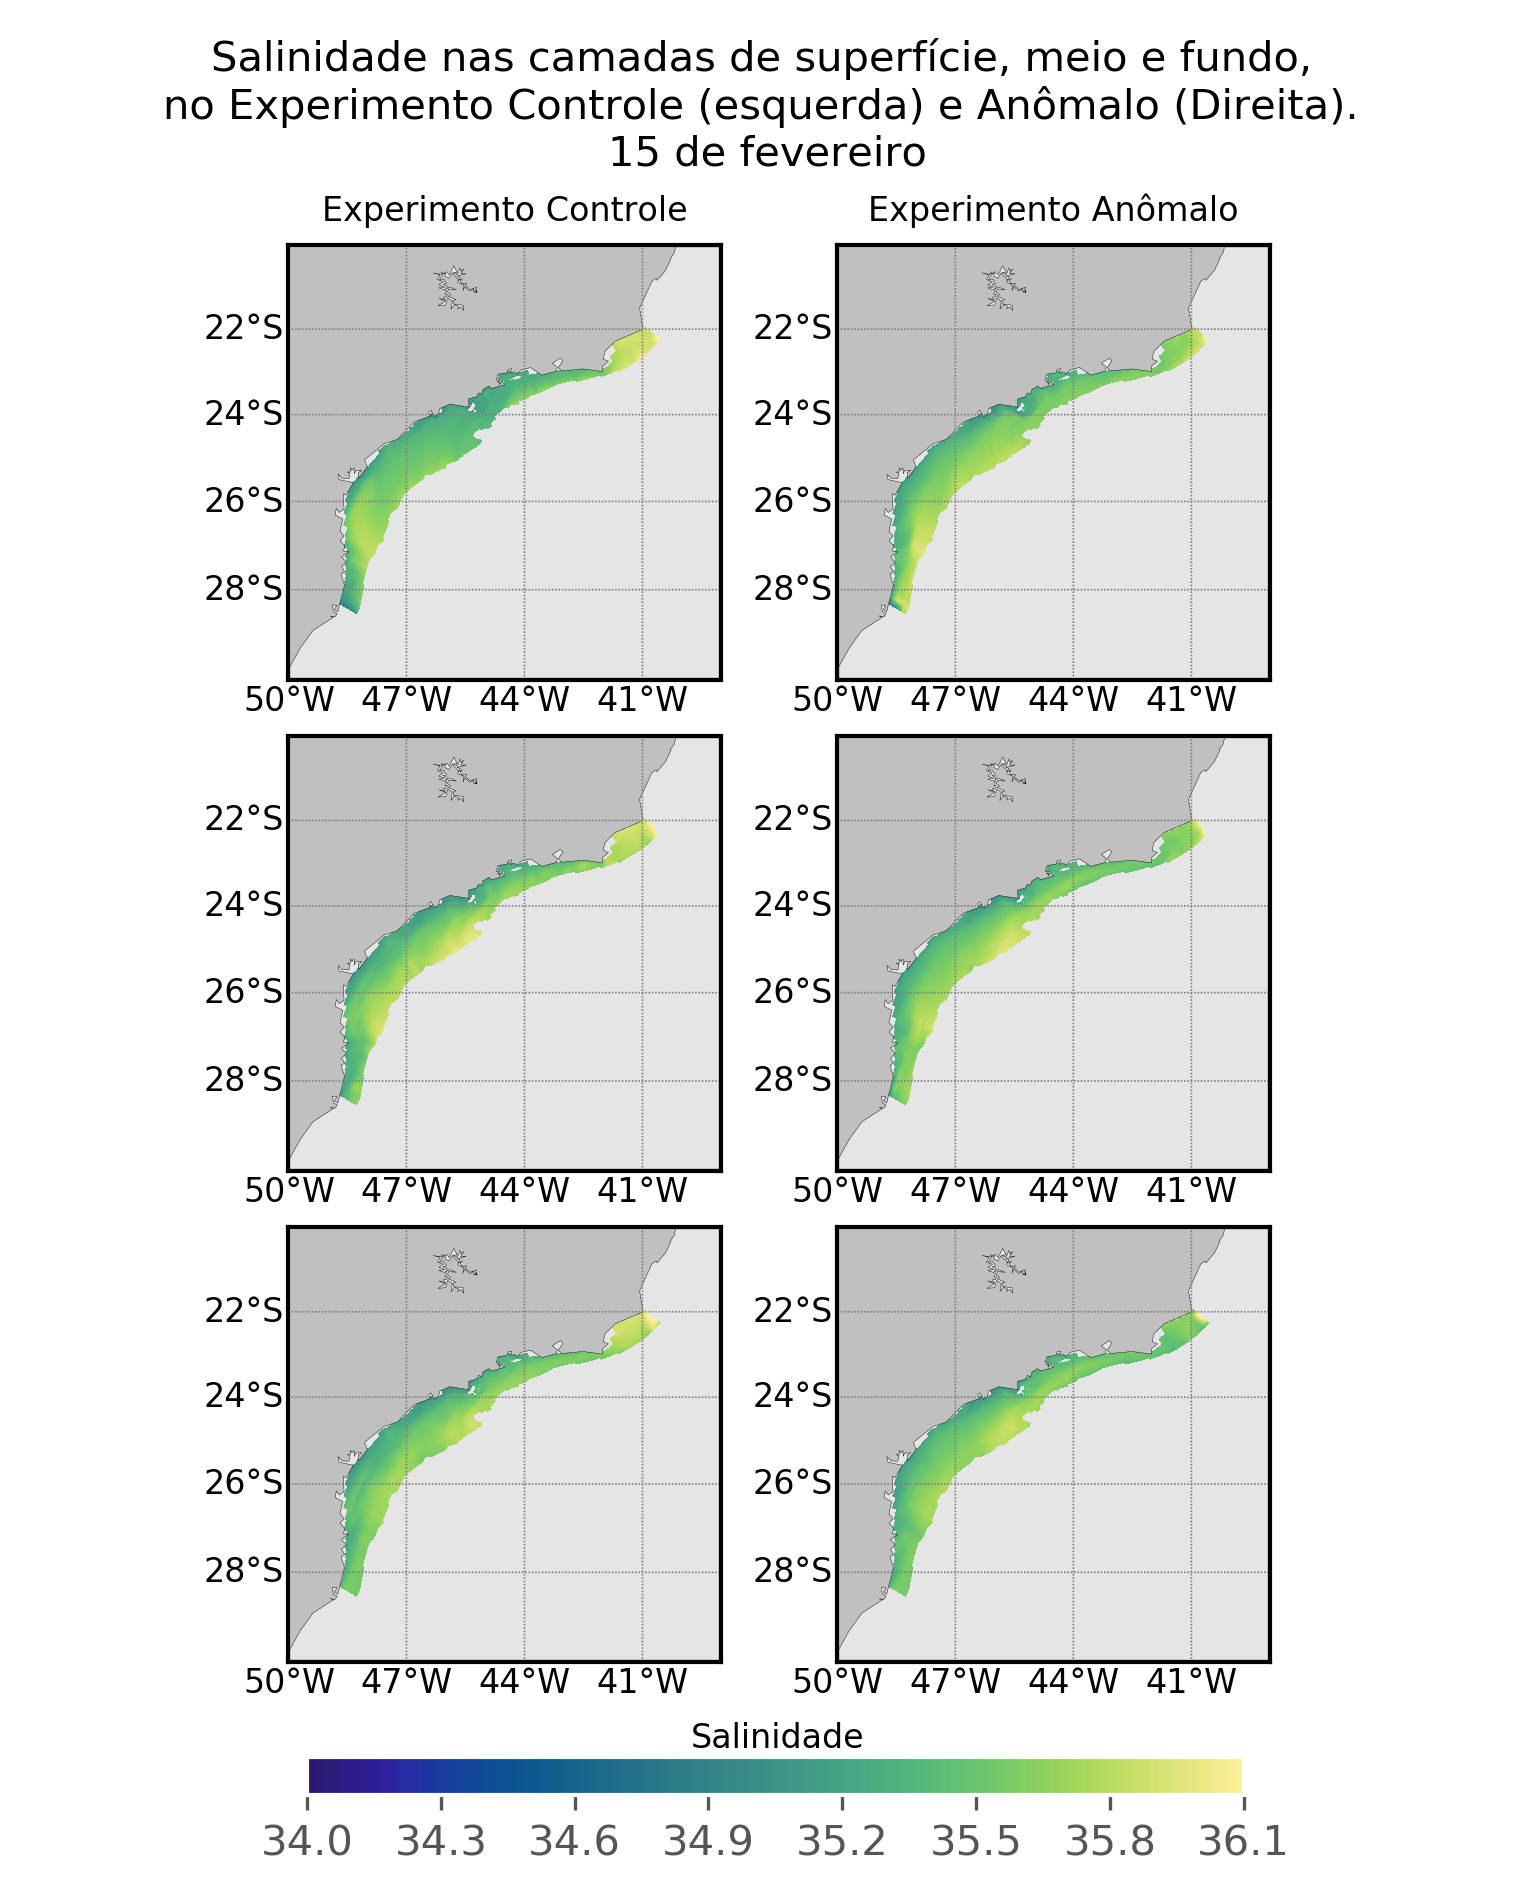 Salinidade nas camadas de superfície, meio e fundo,
no Experimento Controle (esquerda) e Anômalo (Direita).
15 de fevereiro
Experimento Controle
Experimento Anômalo
22°S
24°S
26°S
28°S
50°W 47°W 44°W 41°W
22°S
24°S
26°S
28°S
50°W 47°W 44°W 41°W
22°S
24°S
26°S
28°S
50°W 47°W 44°W 41°W
22°S
24°S
26°S
28°S
50°W 47°W 44°W 41°W
22°S
24°S
26°S
28°S
50°W 47°W 44°W 41°W
22°S
24°S
26°S
28°S
50°W 47°W 44°W 41°W
Salinidade
34.0 34.3 34.6 34.9 35.2 35.5 35.8 36.1